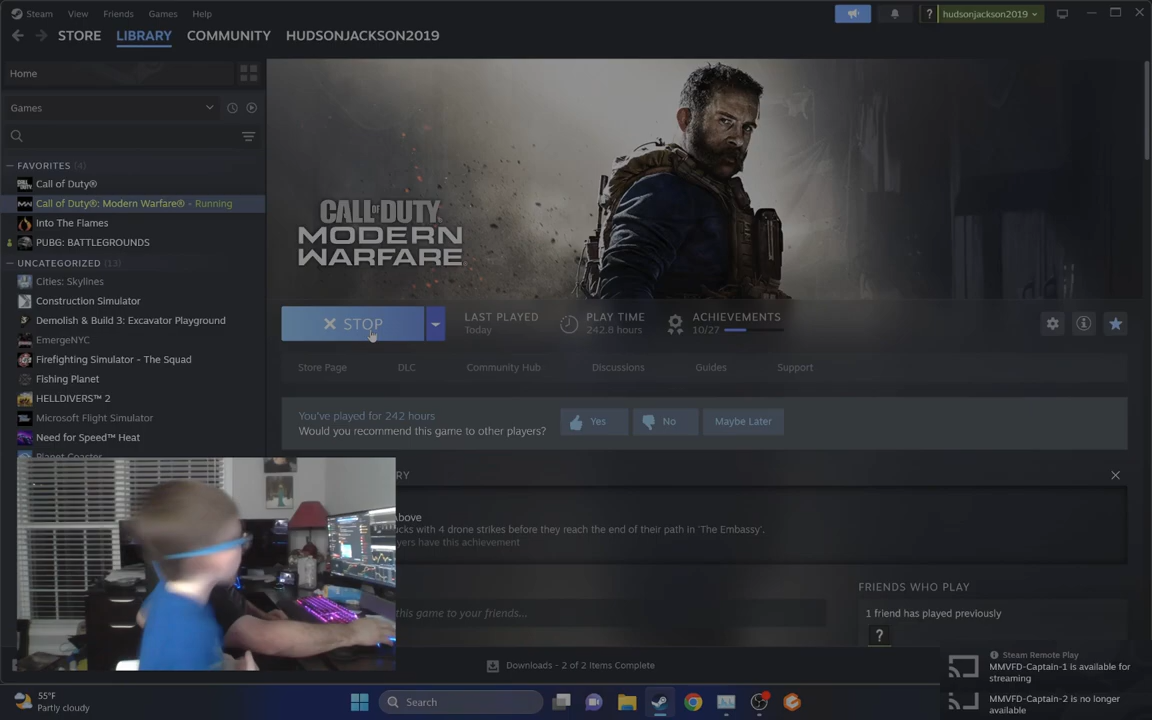 Steam View Friends Games Help
hudsonjackson2019
STORE LIBRARY COMMUNITY HUDSONJACKSON2019
Home
Games
FAVORITES (4)
Call of Duty®
Call of Duty®: Modern Warfare® - Running
Into The Flames
PUBG: BATTLEGROUNDS
UNCATEGORIZED (13)
Cities: Skylines
Construction Simulator
Demolish & Build 3: Excavator Playground
EmergeNYC
Firefighting Simulator - The Squad
Fishing Planet
HELLDIVERS™ 2
Microsoft Flight Simulator
Need for Speed™ Heat
Planet Coaster
CALL OF DUTY
MODERN
WARFARE
STOP
LAST PLAYED
Today
PLAY TIME
242.8 hours
ACHIEVEMENTS
10/27
Store Page DLC Community Hub Discussions Guides Support
You've played for 242 hours
Would you recommend this game to other players?
Yes No Maybe Later
RY
bove
cks with 4 drone strikes before they reach the end of their path in 'The Embassy'.
yers have this achievement
this game to your friends...
FRIENDS WHO PLAY
1 friend has played previously
?
Downloads - 2 of 2 Items Complete
Steam Remote Play
MMVFD-Captain-1 is available for
streaming
MMVFD-Captain-2 is no longer
available
55°F
Partly cloudy
Search